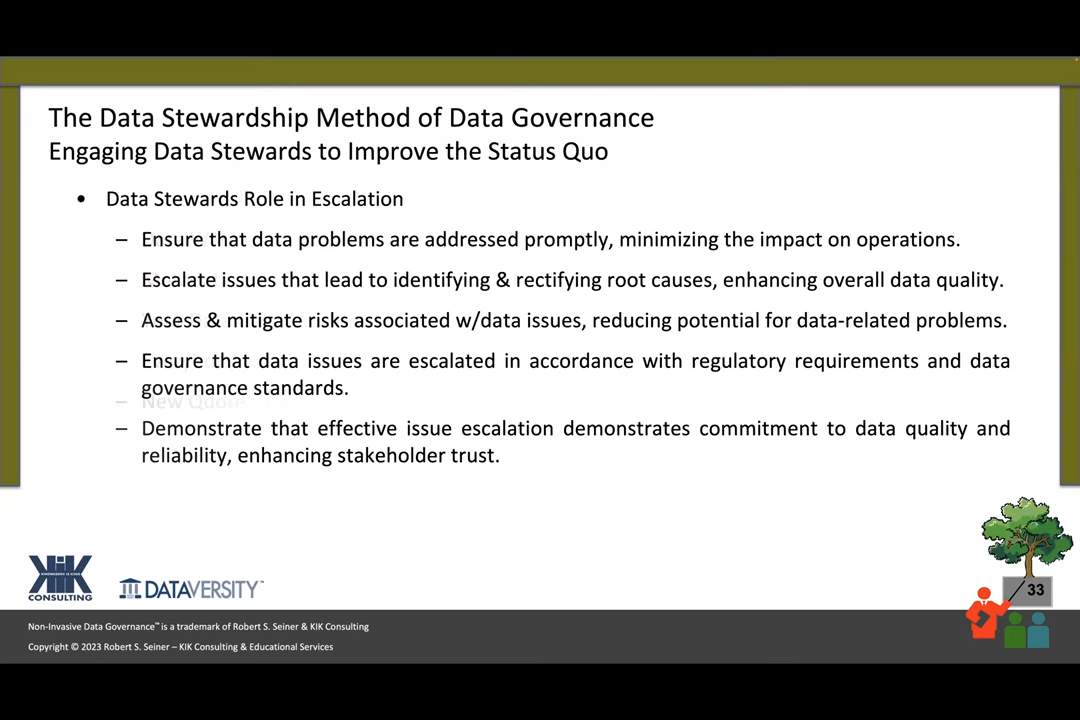 The Data Stewardship Method of Data Governance
Engaging Data Stewards to Improve the Status Quo
• Data Stewards Role in Escalation
– Ensure that data problems are addressed promptly, minimizing the impact on operations.
– Escalate issues that lead to identifying & rectifying root causes, enhancing overall data quality.
– Assess & mitigate risks associated w/data issues, reducing potential for data-related problems.
– Ensure that data issues are escalated in accordance with regulatory requirements and data
governance standards.
– New Quote
– Demonstrate that effective issue escalation demonstrates commitment to data quality and
reliability, enhancing stakeholder trust.
KiK
CONSULTING
DATAVERSITY™
33
Non-Invasive Data Governance™ is a trademark of Robert S. Seiner & KIK Consulting
Copyright © 2023 Robert S. Seiner – KIK Consulting & Educational Services